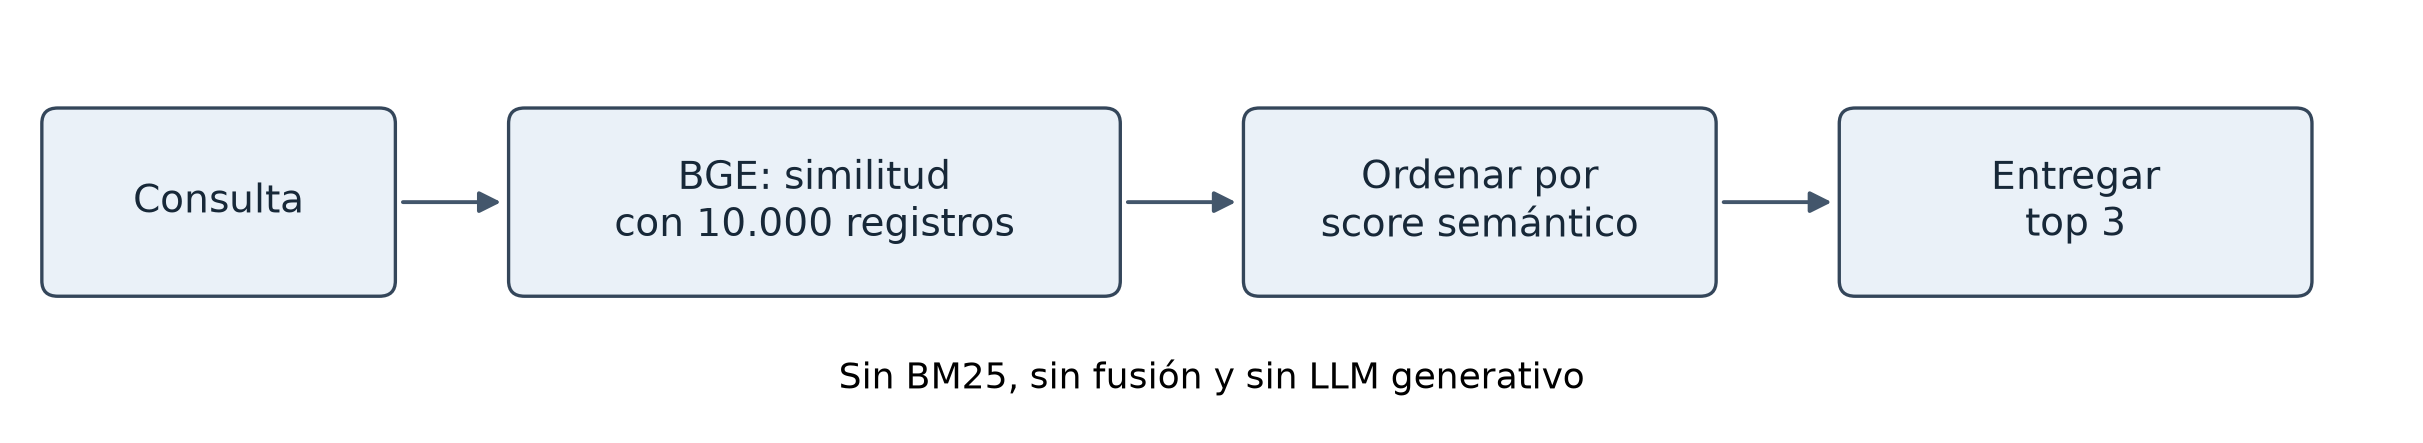 Consulta
BGE: similitud
con 10.000 registros
Ordenar por
score semántico
Entregar
top 3
Sin BM25, sin fusión y sin LLM generativo